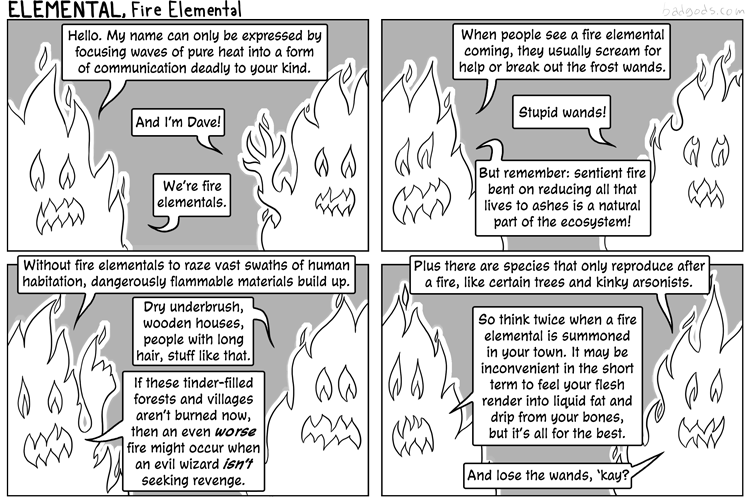 ELEMENTAL, Fire Elemental
badgods.com
Hello. My name can only be expressed by
focusing waves of pure heat into a form
of communication deadly to your kind.
And I'm Dave!
We're fire
elementals.
When people see a fire elemental
coming, they usually scream for
help or break out the frost wands.
Stupid wands!
But remember: sentient fire
bent on reducing all that
lives to ashes is a natural
part of the ecosystem!
Without fire elementals to raze vast swaths of human
habitation, dangerously flammable materials build up.
Dry underbrush,
wooden houses,
people with long
hair, stuff like that.
If these tinder-filled
forests and villages
aren't burned now,
then an even worse
fire might occur when
an evil wizard isn't
seeking revenge.
Plus there are species that only reproduce after
a fire, like certain trees and kinky arsonists.
So think twice when a fire
elemental is summoned
in your town. It may be
inconvenient in the short
term to feel your flesh
render into liquid fat and
drip from your bones,
but it's all for the best.
And lose the wands, 'kay?